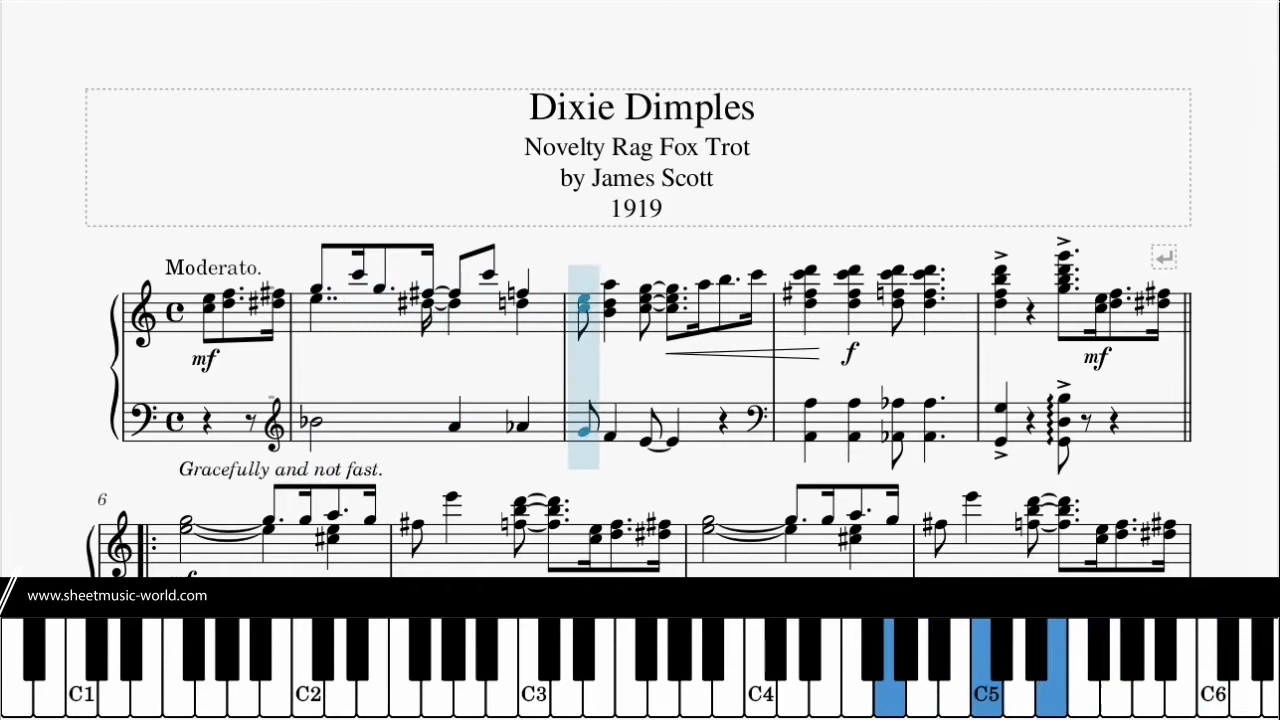 Dixie Dimples
Novelty Rag Fox Trot
by James Scott
1919
Moderato.
mf
f
mf
Gracefully and not fast.
6
mf
www.sheetmusic-world.com
C1 C2 C3 C4 C5 C6